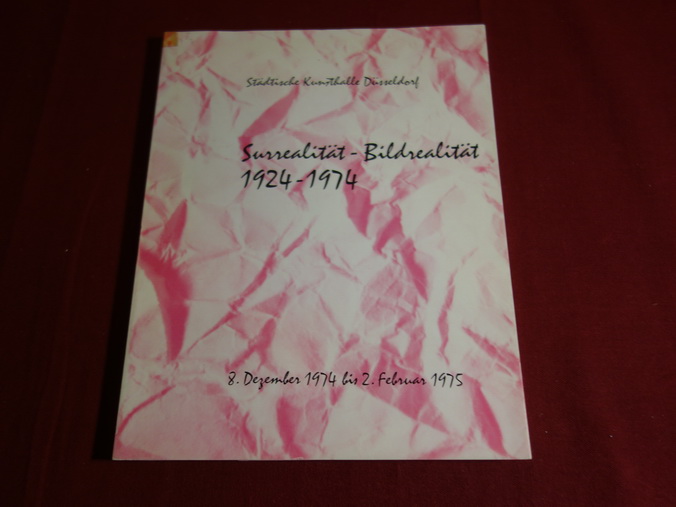 Städtische Kunsthalle Düsseldorf
Surrealität - Bildrealität
1924 - 1974
8. Dezember 1974 bis 2. Februar 1975